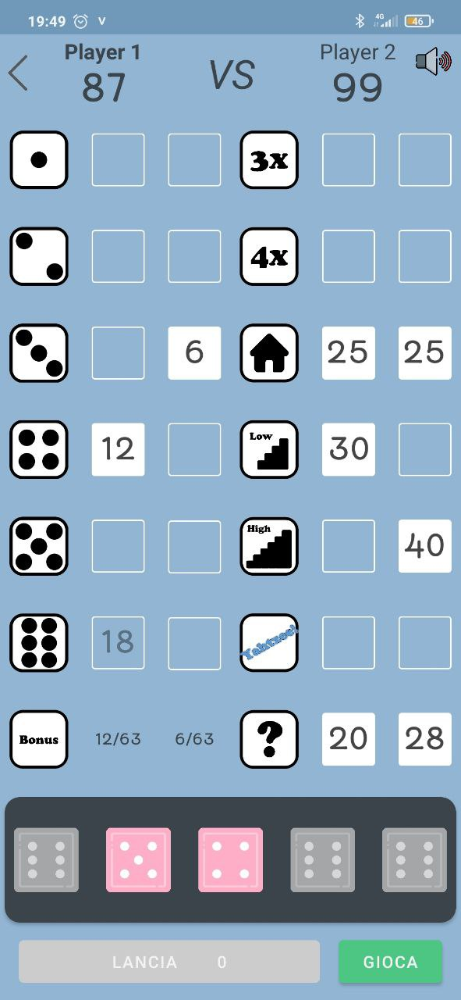 19:49 V 4G 46
Player 1 VS Player 2
87 99
3x
4x
6 25 25
12 Low 30
High 40
18 Yahtzee!
Bonus 12/63 6/63 ? 20 28
LANCIA 0 GIOCA